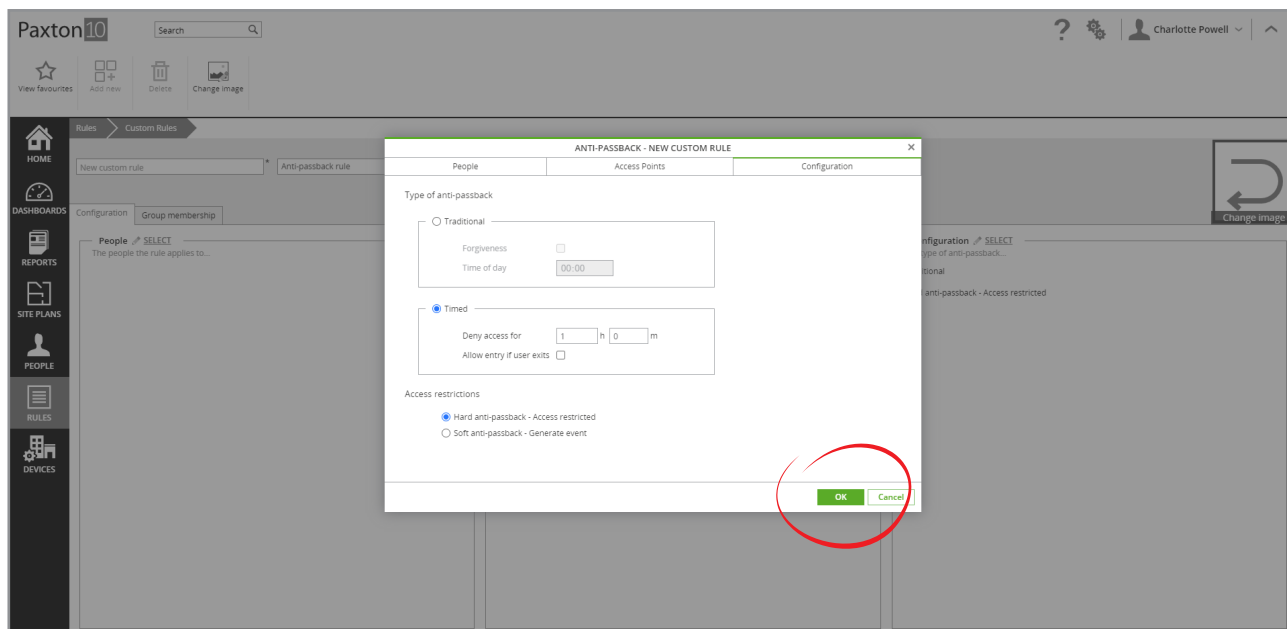 Paxton10
Search
Charlotte Powell
View favourites
Add new
Delete
Change image
HOME
DASHBOARDS
REPORTS
SITE PLANS
PEOPLE
RULES
DEVICES
Rules
Custom Rules
New custom rule
*
Anti-passback rule
Change image
Configuration
Group membership
People SELECT
The people the rule applies to...
nfiguration SELECT
ype of anti-passback...
itional
anti-passback - Access restricted
ANTI-PASSBACK - NEW CUSTOM RULE
People
Access Points
Configuration
Type of anti-passback
Traditional
Forgiveness
Time of day 00:00
Timed
Deny access for 1 h 0 m
Allow entry if user exits
Access restrictions
Hard anti-passback - Access restricted
Soft anti-passback - Generate event
OK
Cancel